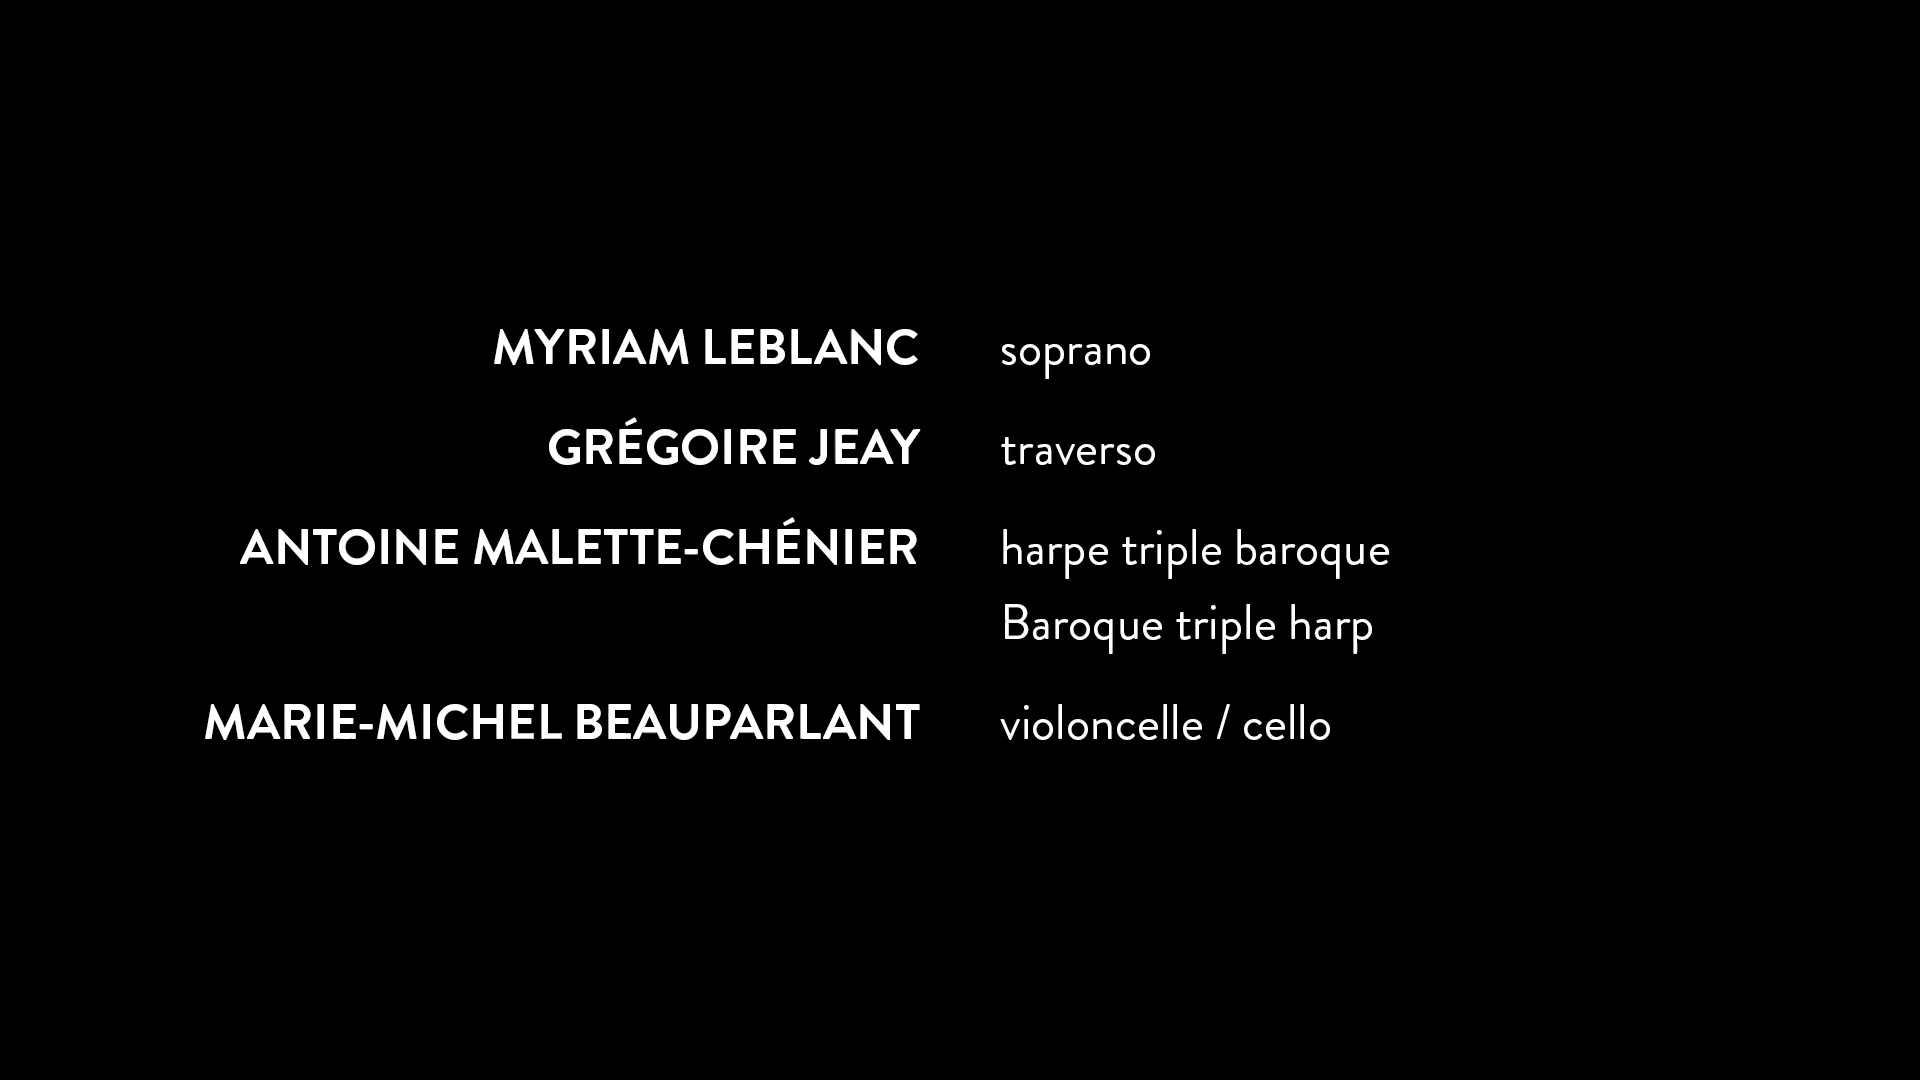 MYRIAM LEBLANC soprano
GRÉGOIRE JEAY traverso
ANTOINE MALETTE-CHÉNIER harpe triple baroque
Baroque triple harp
MARIE-MICHEL BEAUPARLANT violoncelle / cello